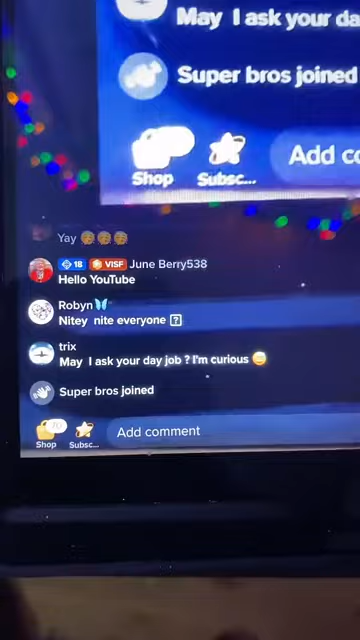 May I ask your da
Super bros joined
Shop Subsc...
Add co
Yay
18 VISF June Berry538
Hello YouTube
Robyn
Nitey nite everyone
trix
May I ask your day job ? I'm curious
Super bros joined
Shop Subsc...
Add comment